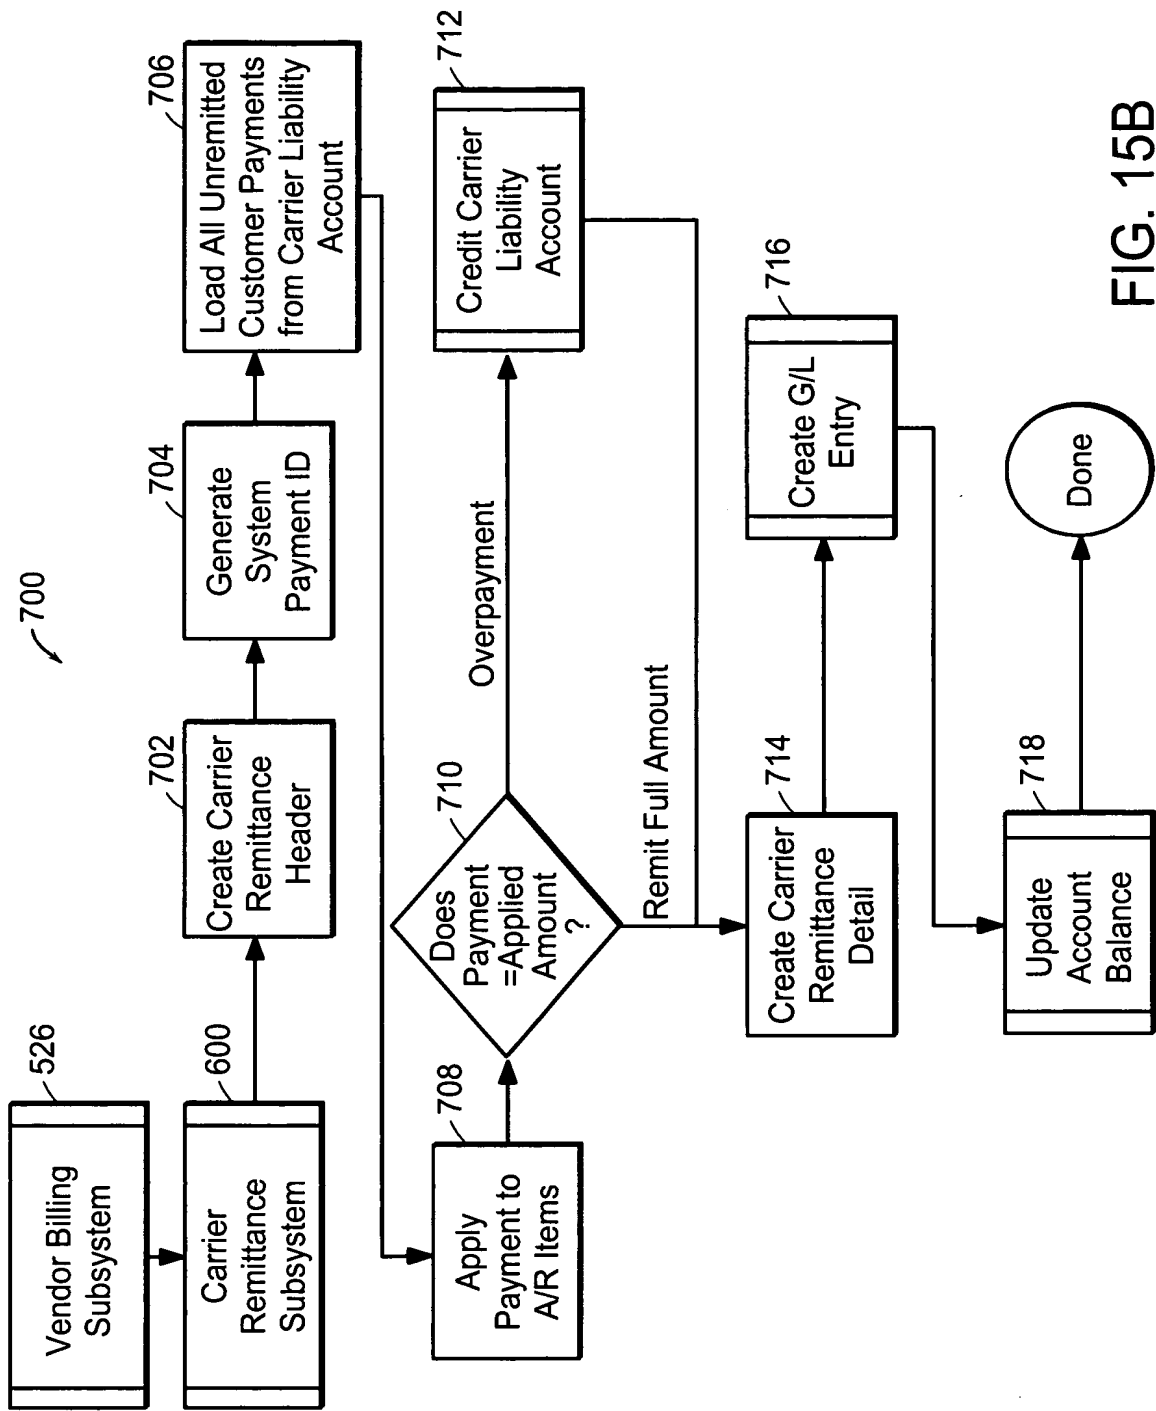 700
526
Vendor Billing
Subsystem
600
Carrier
Remittance
Subsystem
702
Create Carrier
Remittance
Header
704
Generate
System
Payment ID
706
Load All Unremitted
Customer Payments
from Carrier Liability
Account
708
Apply
Payment to
A/R Items
710
Does
Payment
=Applied
Amount
?
Overpayment
712
Credit Carrier
Liability
Account
Remit Full Amount
714
Create Carrier
Remittance
Detail
716
Create G/L
Entry
718
Update
Account
Balance
Done
FIG. 15B